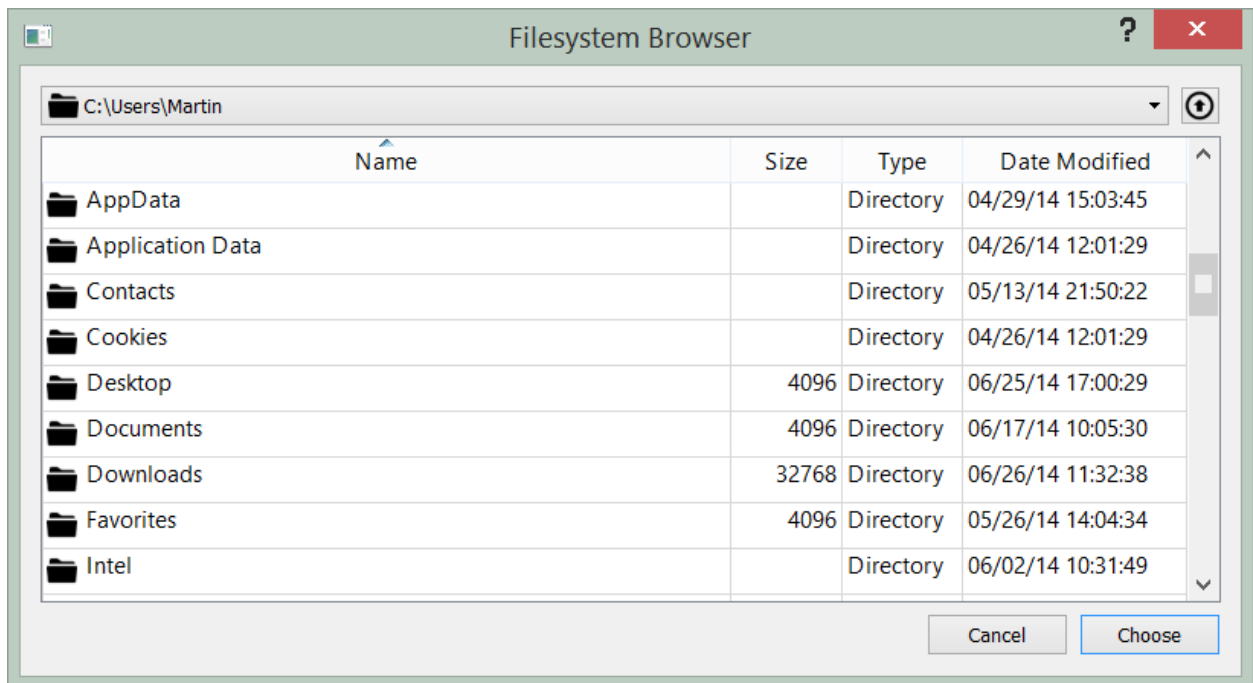 Filesystem Browser ?
C:\Users\Martin
Name Size Type Date Modified
AppData Directory 04/29/14 15:03:45
Application Data Directory 04/26/14 12:01:29
Contacts Directory 05/13/14 21:50:22
Cookies Directory 04/26/14 12:01:29
Desktop 4096 Directory 06/25/14 17:00:29
Documents 4096 Directory 06/17/14 10:05:30
Downloads 32768 Directory 06/26/14 11:32:38
Favorites 4096 Directory 05/26/14 14:04:34
Intel Directory 06/02/14 10:31:49
Cancel Choose